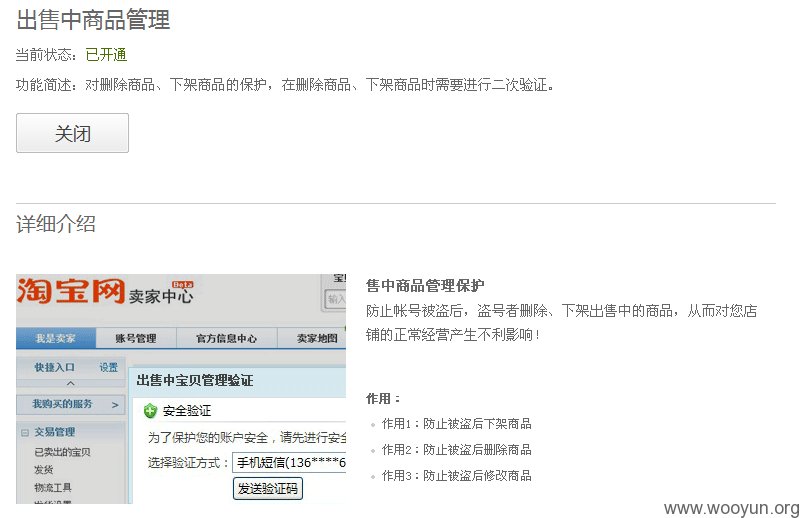 出售中商品管理
当前状态：已开通
功能简述：对删除商品、下架商品的保护，在删除商品、下架商品时需要进行二次验证。
关闭
详细介绍
淘宝网 Beta 卖家中心
输入
我是卖家 账号管理 官方信息中心 卖家地图
快捷入口 设置
我购买的服务 >
交易管理
已卖出的宝贝
发货
物流工具
出售中宝贝管理验证
安全验证
为了保护您的账户安全，请先进行安全
选择验证方式：手机短信(136****6
发送验证码
售中商品管理保护
防止帐号被盗后，盗号者删除、下架出售中的商品，从而对您店
铺的正常经营产生不利影响！
作用：
作用1：防止被盗后下架商品
作用2：防止被盗后删除商品
作用3：防止被盗后修改商品
www.wooyun.org